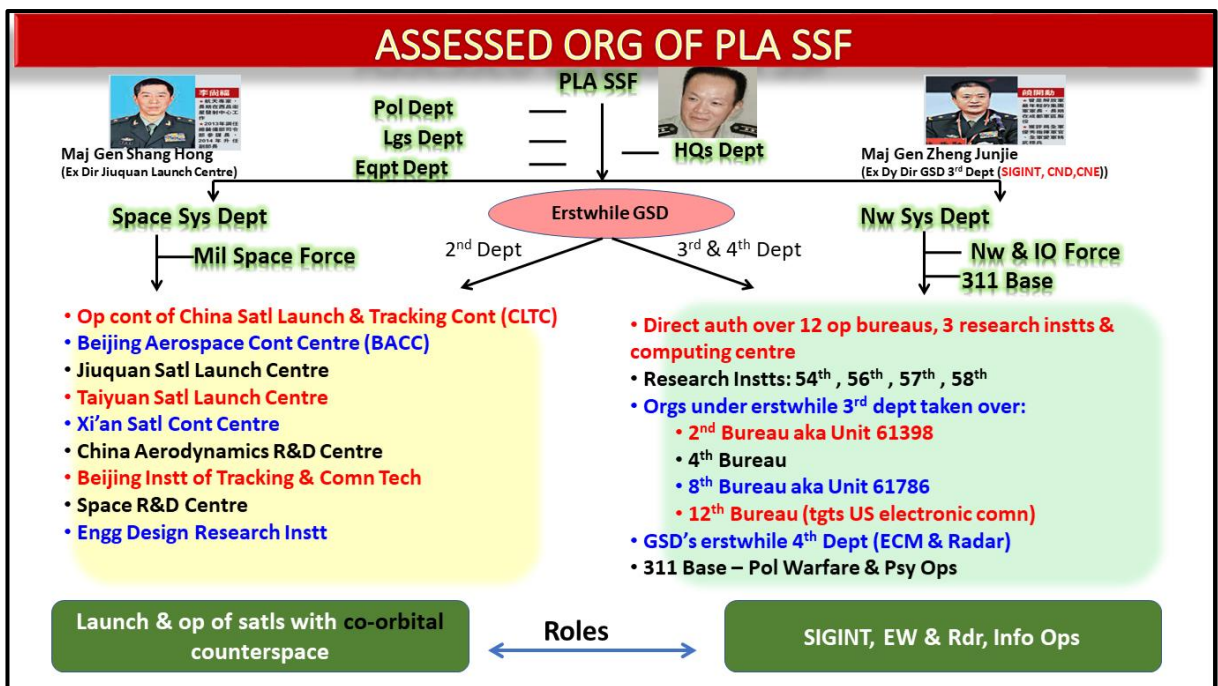 ASSESSED ORG OF PLA SSF
李尚福
PLA SSF
Pol Dept
Lgs Dept
Eqpt Dept
HQs Dept
Maj Gen Shang Hong
(Ex Dir Jiuquan Launch Centre)
Maj Gen Zheng Junjie
(Ex Dy Dir GSD 3rd Dept (SIGINT, CND,CNE))
Space Sys Dept
Mil Space Force
Erstwhile GSD
2nd Dept
3rd & 4th Dept
Nw Sys Dept
Nw & IO Force
311 Base
• Op cont of China Satl Launch & Tracking Cont (CLTC)
• Beijing Aerospace Cont Centre (BACC)
• Jiuquan Satl Launch Centre
• Taiyuan Satl Launch Centre
• Xi’an Satl Cont Centre
• China Aerodynamics R&D Centre
• Beijing Instt of Tracking & Comn Tech
• Space R&D Centre
• Engg Design Research Instt
• Direct auth over 12 op bureaus, 3 research instts &
computing centre
• Research Instts: 54th , 56th , 57th , 58th
• Orgs under erstwhile 3rd dept taken over:
• 2nd Bureau aka Unit 61398
• 4th Bureau
• 8th Bureau aka Unit 61786
• 12th Bureau (tgts US electronic comn)
• GSD’s erstwhile 4th Dept (ECM & Radar)
• 311 Base – Pol Warfare & Psy Ops
Launch & op of satls with co-orbital
counterspace
Roles
SIGINT, EW & Rdr, Info Ops